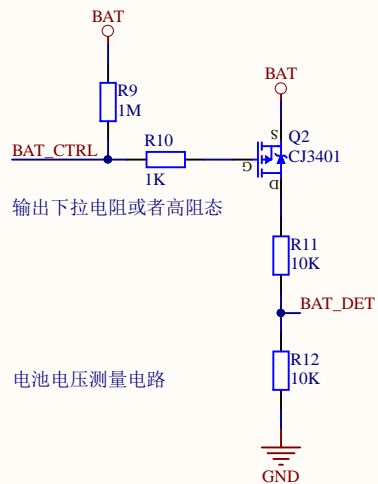 BAT
R9
1M
BAT
BAT_CTRL
R10
1K
S
G
D
Q2
CJ3401
输出下拉电阻或者高阻态
R11
10K
BAT_DET
R12
10K
电池电压测量电路
GND